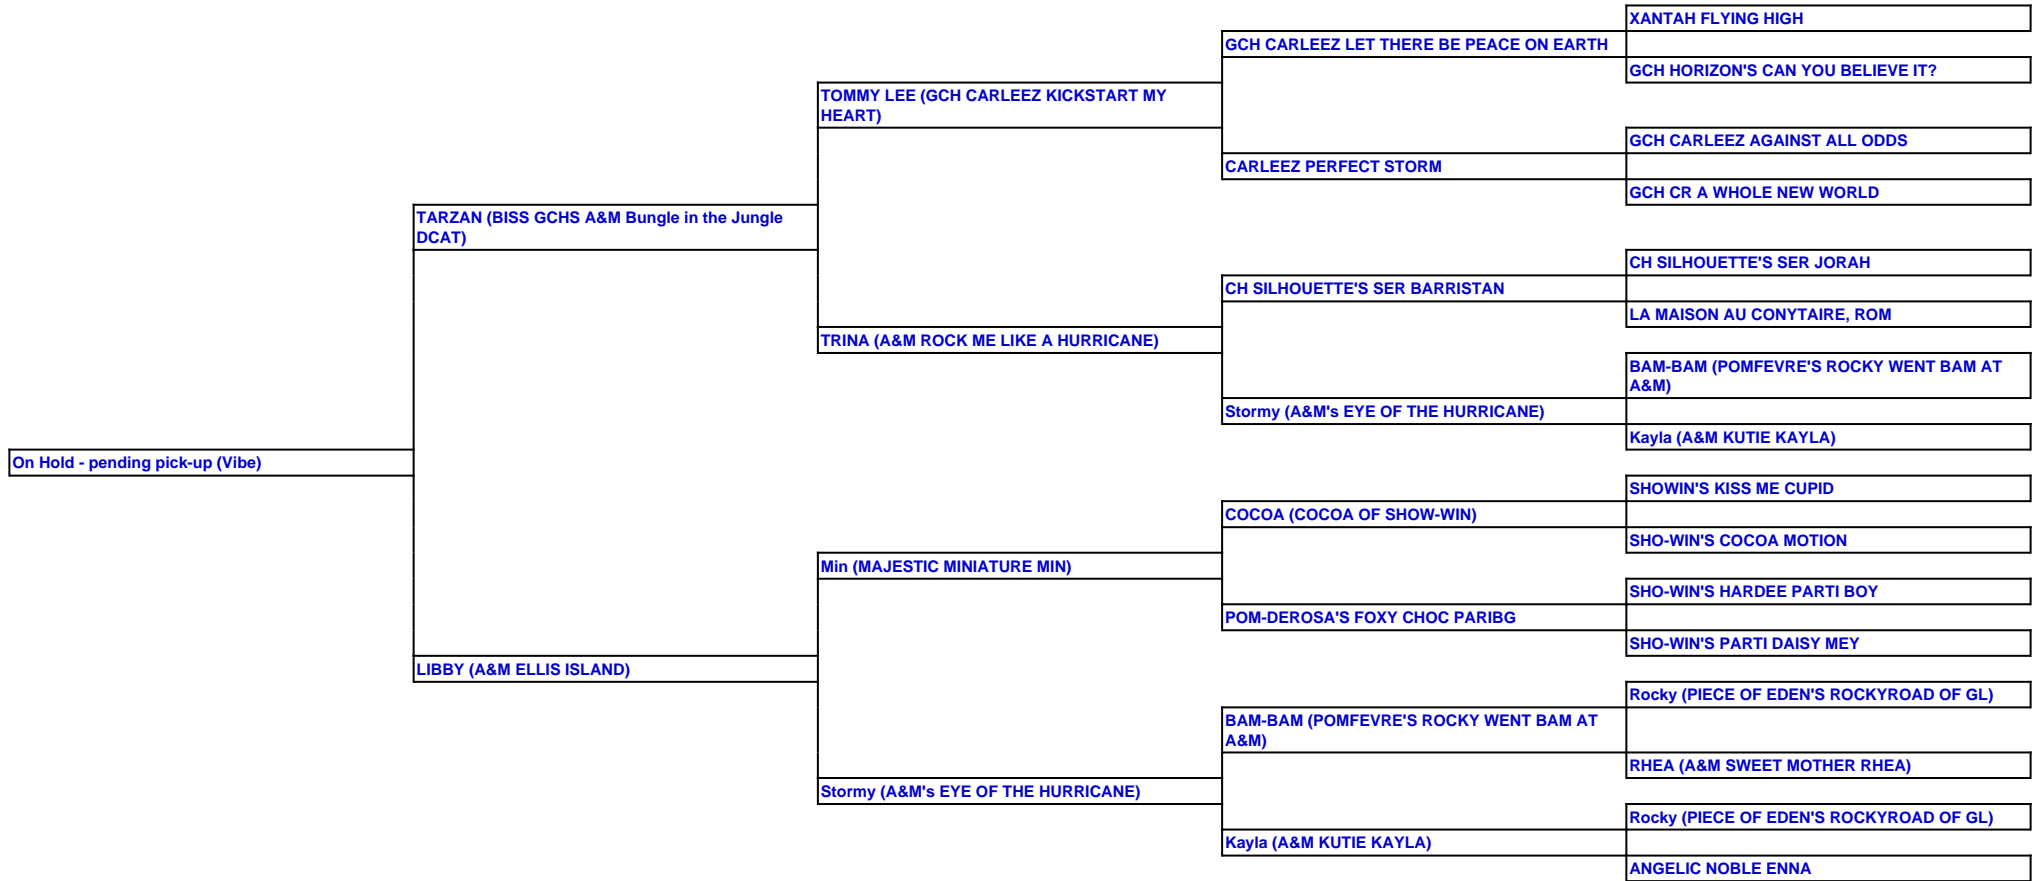 XANTAH FLYING HIGH
GCH CARLEEZ LET THERE BE PEACE ON EARTH
GCH HORIZON'S CAN YOU BELIEVE IT?
TOMMY LEE (GCH CARLEEZ KICKSTART MY
HEART)
GCH CARLEEZ AGAINST ALL ODDS
CARLEEZ PERFECT STORM
GCH CR A WHOLE NEW WORLD
TARZAN (BISS GCHS A&M Bungle in the Jungle
DCAT)
CH SILHOUETTE'S SER JORAH
CH SILHOUETTE'S SER BARRISTAN
LA MAISON AU CONYTAIRE, ROM
TRINA (A&M ROCK ME LIKE A HURRICANE)
BAM-BAM (POMFEVRE'S ROCKY WENT BAM AT
A&M)
Stormy (A&M's EYE OF THE HURRICANE)
Kayla (A&M KUTIE KAYLA)
On Hold - pending pick-up (Vibe)
SHOWIN'S KISS ME CUPID
COCOA (COCOA OF SHOW-WIN)
SHO-WIN'S COCOA MOTION
Min (MAJESTIC MINIATURE MIN)
SHO-WIN'S HARDEE PARTI BOY
POM-DEROSA'S FOXY CHOC PARIBG
SHO-WIN'S PARTI DAISY MEY
LIBBY (A&M ELLIS ISLAND)
Rocky (PIECE OF EDEN'S ROCKYROAD OF GL)
BAM-BAM (POMFEVRE'S ROCKY WENT BAM AT
A&M)
RHEA (A&M SWEET MOTHER RHEA)
Stormy (A&M's EYE OF THE HURRICANE)
Rocky (PIECE OF EDEN'S ROCKYROAD OF GL)
Kayla (A&M KUTIE KAYLA)
ANGELIC NOBLE ENNA